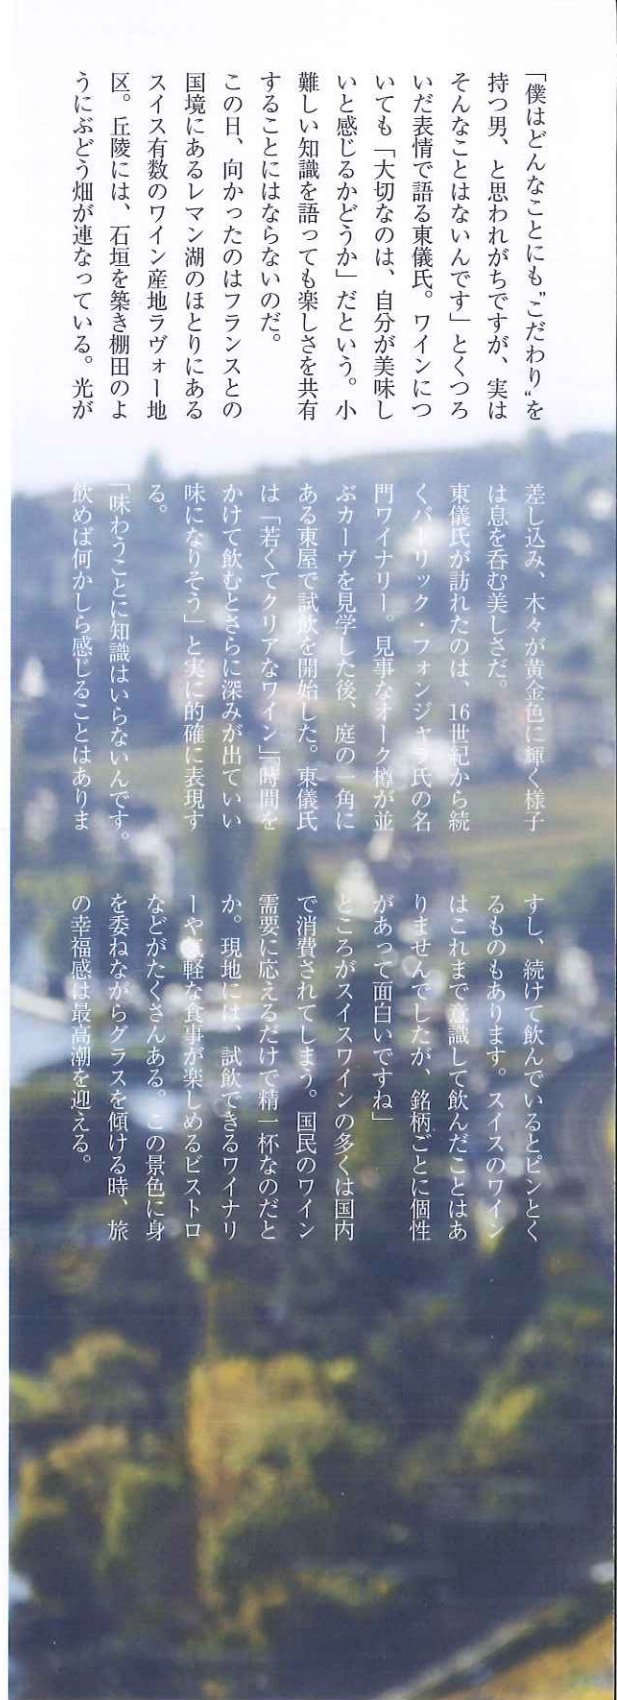 「僕はどんなことにも〝こだわり〟を
持つ男、と思われがちですが、実は
そんなことはないんです」とくつろ
いだ表情で語る東儀氏。ワインにつ
いても「大切なのは、自分が美味し
いと感じるかどうか」だという。小
難しい知識を語っても楽しさを共有
することにはならないのだ。
この日、向かったのはフランスとの
国境にあるレマン湖のほとりにある
スイス有数のワイン産地ラヴォー地
区。丘陵には、石垣を築き棚田のよ
うにぶどう畑が連なっている。光が
差し込み、木々が黄金色に輝く様子
は息を呑む美しさだ。
東儀氏が訪れたのは、16世紀から続
くパトリック・フォンジャラ氏の名
門ワイナリー。見事なオーク樽が並
ぶカーヴを見学した後、庭の一角に
ある東屋で試飲を開始した。東儀氏
は「若くてクリアなワイン」「時間を
かけて飲むとさらに深みが出ていい
味になりそう」と実に的確に表現す
る。
「味わうことに知識はいらないんです。
飲めば何かしら感じることはありま
すし、続けて飲んでいるとピンとく
るものもあります。スイスのワイン
はこれまで意識して飲んだことはあ
りませんでしたが、銘柄ごとに個性
があって面白いですね」
ところがスイスワインの多くは国内
で消費されてしまう。国民のワイン
需要に応えるだけで精一杯なのだと
か。現地には、試飲できるワイナリ
ーや軽な食事が楽しめるビストロ
などがたくさんある。この景色に身
を委ねながらグラスを傾ける時、旅
の幸福感は最高潮を迎える。